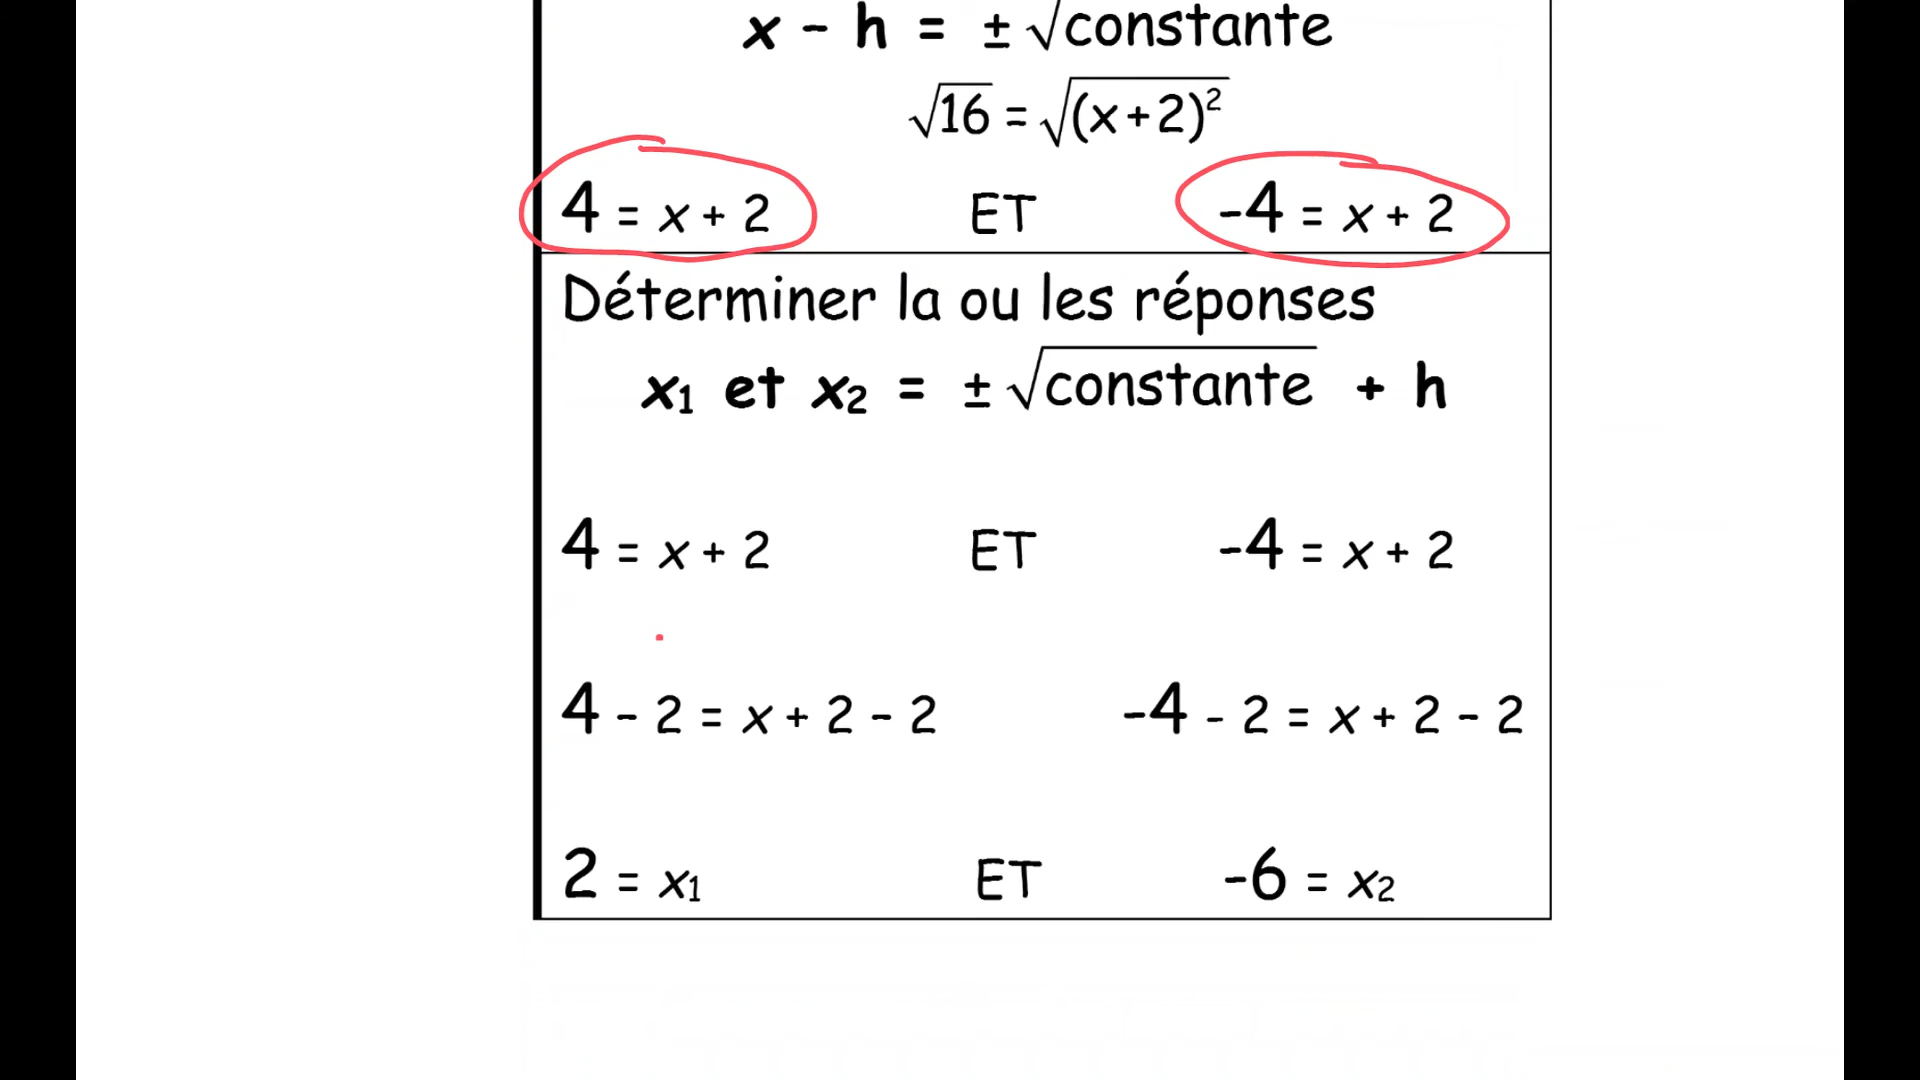 x - h = ± √constante
√16 = √(x+2)²
4 = x + 2 ET -4 = x + 2
Déterminer la ou les réponses
x₁ et x₂ = ± √constante + h
4 = x + 2 ET -4 = x + 2
4 - 2 = x + 2 - 2 -4 - 2 = x + 2 - 2
2 = x₁ ET -6 = x₂